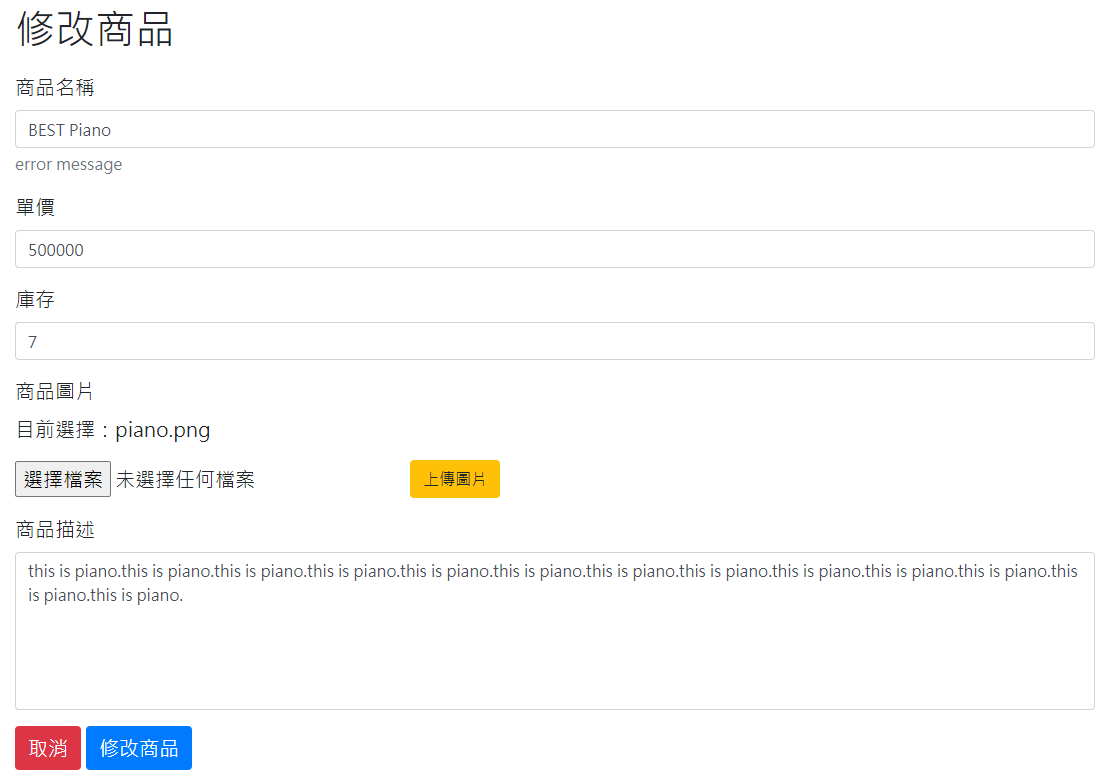 修改商品
商品名稱
BEST Piano
error message
單價
500000
庫存
7
商品圖片
目前選擇：piano.png
選擇檔案 未選擇任何檔案 上傳圖片
商品描述
this is piano.this is piano.this is piano.this is piano.this is piano.this is piano.this is piano.this is piano.this is piano.this is piano.this is piano.this
is piano.this is piano.
取消 修改商品